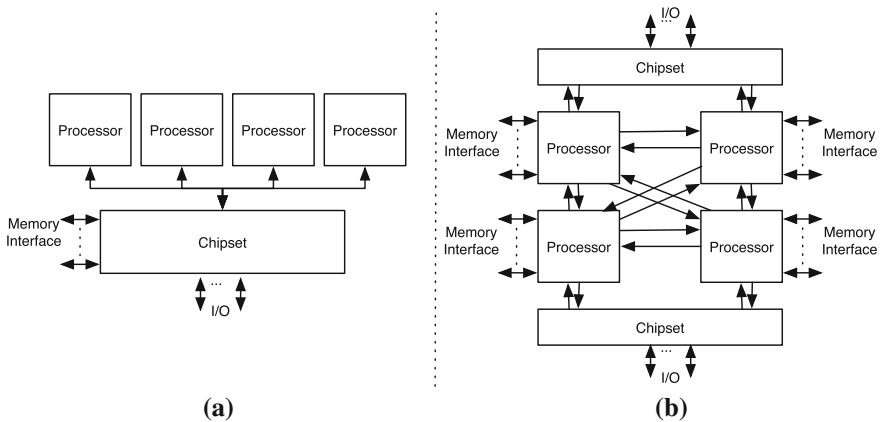 Processor
Processor
Processor
Processor
Memory
Interface
Chipset
...
I/O
(a)
I/O
...
Chipset
Memory
Interface
Processor
Processor
Memory
Interface
Memory
Interface
Processor
Processor
Memory
Interface
Chipset
...
I/O
(b)